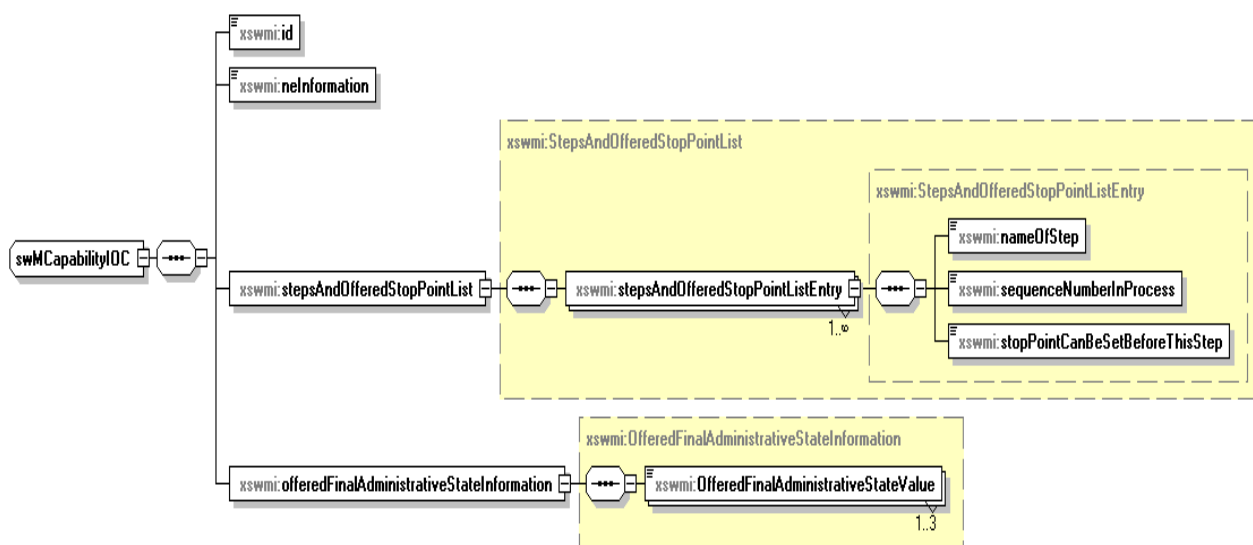 xswmi:id
xswmi:neInformation
xswmi:StepsAndOfferedStopPointList
xswmi:StepsAndOfferedStopPointListEntry
xswmi:nameOfStep
swMCapabilityIOC
xswmi:stepsAndOfferedStopPointList
xswmi:stepsAndOfferedStopPointListEntry
xswmi:sequenceNumberInProcess
1..∞
xswmi:stopPointCanBeSetBeforeThisStep
xswmi:OfferedFinalAdministrativeStateInformation
xswmi:offeredFinalAdministrativeStateInformation
xswmi:OfferedFinalAdministrativeStateValue
1..3